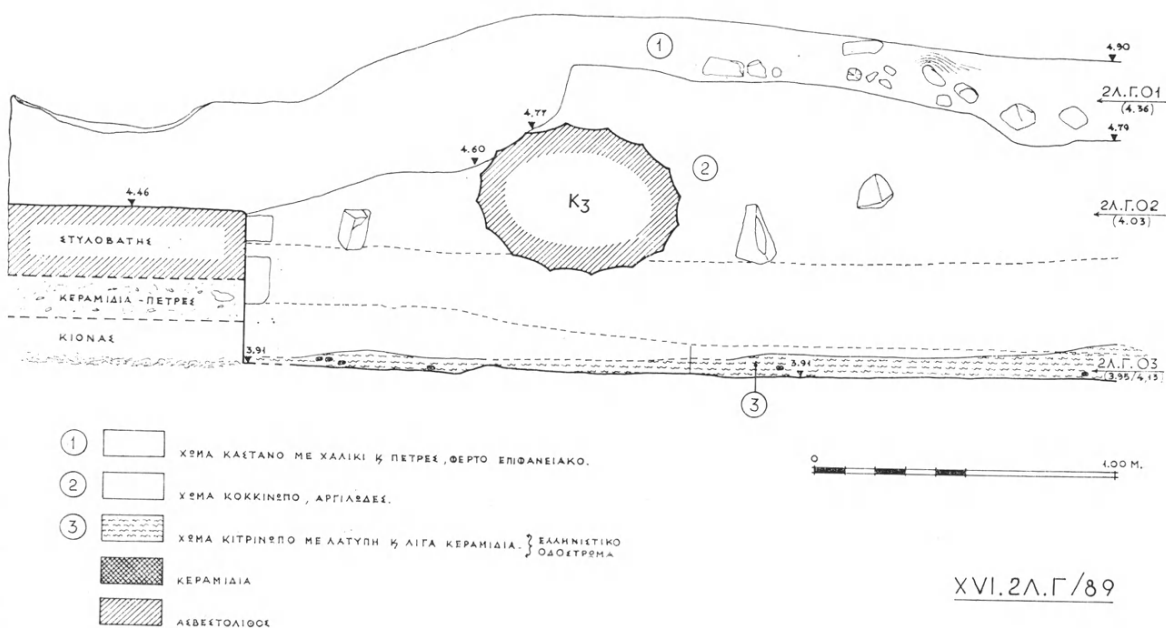 1
4.90
2Λ.Γ.01
(4.36)
4.77
4.79
4.60
2
4.46
Κ3
2Λ.Γ.02
(4.03)
ΣΤΥΛΟΒΑΤΗΣ
ΚΕΡΑΜΙΔΙΑ - ΠΕΤΡΕΣ
ΚΙΟΝΑΣ
3.91
3.91
2Λ.Γ.03
(3.95/4,13)
3
1 ΧΩΜΑ ΚΑΣΤΑΝΟ ΜΕ ΧΑΛΙΚΙ & ΠΕΤΡΕΣ, ΦΕΡΤΟ ΕΠΙΦΑΝΕΙΑΚΟ.
0 1.00 Μ.
2 ΧΩΜΑ ΚΟΚΚΙΝΩΠΟ, ΑΡΓΙΛΩΔΕΣ.
3 ΧΩΜΑ ΚΙΤΡΙΝΩΠΟ ΜΕ ΛΑΤΥΠΗ & ΛΙΓΑ ΚΕΡΑΜΙΔΙΑ. } ΕΛΛΗΝΙΣΤΙΚΟ
ΟΔΟΣΤΡΩΜΑ
ΚΕΡΑΜΙΔΙΑ
ΑΣΒΕΣΤΟΛΙΘΟΣ
XVI.2Λ.Γ/89